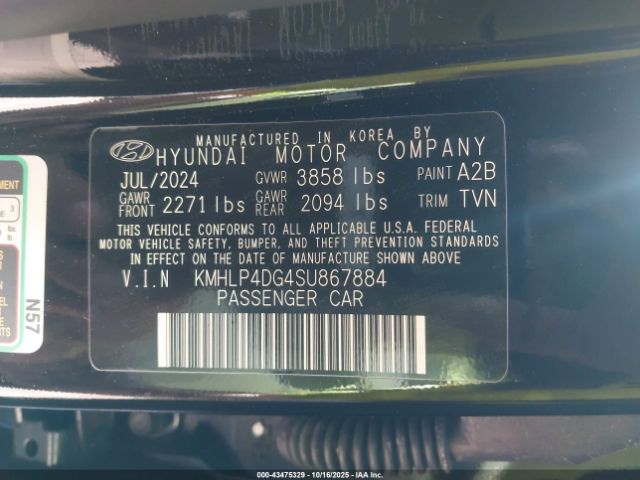 MANUFACTURED IN KOREA BY
HYUNDAI MOTOR COMPANY
JUL/2024 GVWR 3858 lbs PAINT A2B
GAWR FRONT 2271 lbs GAWR REAR 2094 lbs TRIM TVN
THIS VEHICLE CONFORMS TO ALL APPLICABLE U.S.A. FEDERAL
MOTOR VEHICLE SAFETY, BUMPER, AND THEFT PREVENTION STANDARDS
IN EFFECT ON THE DATE OF MANUFACTURE SHOWN ABOVE
V.I.N KMHLP4DG4SU867884
PASSENGER CAR
N57
000-43475329 - 10/16/2025 - IAA, Inc.